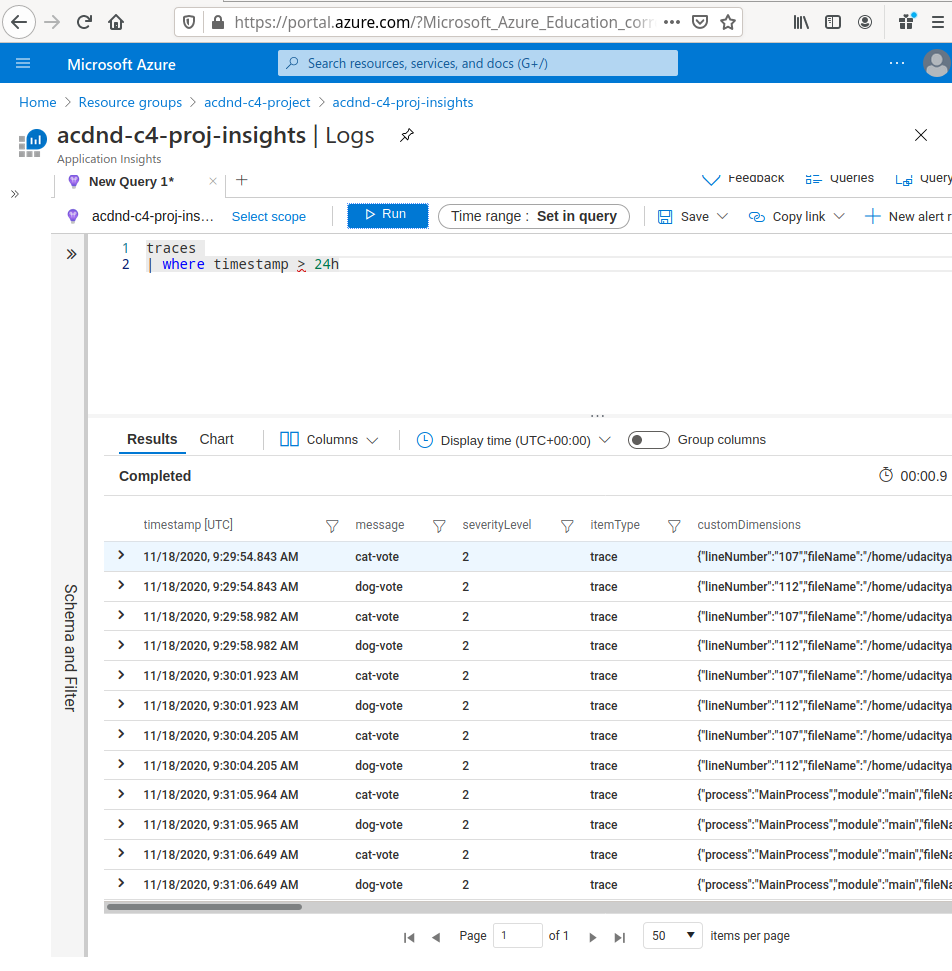 https://portal.azure.com/?Microsoft_Azure_Education_corr
Microsoft Azure
Search resources, services, and docs (G+/)
Home > Resource groups > acdnd-c4-project > acdnd-c4-proj-insights
acdnd-c4-proj-insights | Logs
Application Insights
New Query 1*
Feedback
Queries
Query
acdnd-c4-proj-ins...
Select scope
Run
Time range : Set in query
Save
Copy link
New alert r
1 traces
2 | where timestamp > 24h
Schema and Filter
Results
Chart
Columns
Display time (UTC+00:00)
Group columns
Completed
00:00.9
timestamp [UTC] message severityLevel itemType customDimensions
11/18/2020, 9:29:54.843 AM cat-vote 2 trace {"lineNumber":"107","fileName":"/home/udacitya
11/18/2020, 9:29:54.843 AM dog-vote 2 trace {"lineNumber":"112","fileName":"/home/udacitya
11/18/2020, 9:29:58.982 AM cat-vote 2 trace {"lineNumber":"107","fileName":"/home/udacitya
11/18/2020, 9:29:58.982 AM dog-vote 2 trace {"lineNumber":"112","fileName":"/home/udacitya
11/18/2020, 9:30:01.923 AM cat-vote 2 trace {"lineNumber":"107","fileName":"/home/udacitya
11/18/2020, 9:30:01.923 AM dog-vote 2 trace {"lineNumber":"112","fileName":"/home/udacitya
11/18/2020, 9:30:04.205 AM cat-vote 2 trace {"lineNumber":"107","fileName":"/home/udacitya
11/18/2020, 9:30:04.205 AM dog-vote 2 trace {"lineNumber":"112","fileName":"/home/udacitya
11/18/2020, 9:31:05.964 AM cat-vote 2 trace {"process":"MainProcess","module":"main","fileNa
11/18/2020, 9:31:05.965 AM dog-vote 2 trace {"process":"MainProcess","module":"main","fileNa
11/18/2020, 9:31:06.649 AM cat-vote 2 trace {"process":"MainProcess","module":"main","fileNa
11/18/2020, 9:31:06.649 AM dog-vote 2 trace {"process":"MainProcess","module":"main","fileNa
Page 1 of 1 50 items per page